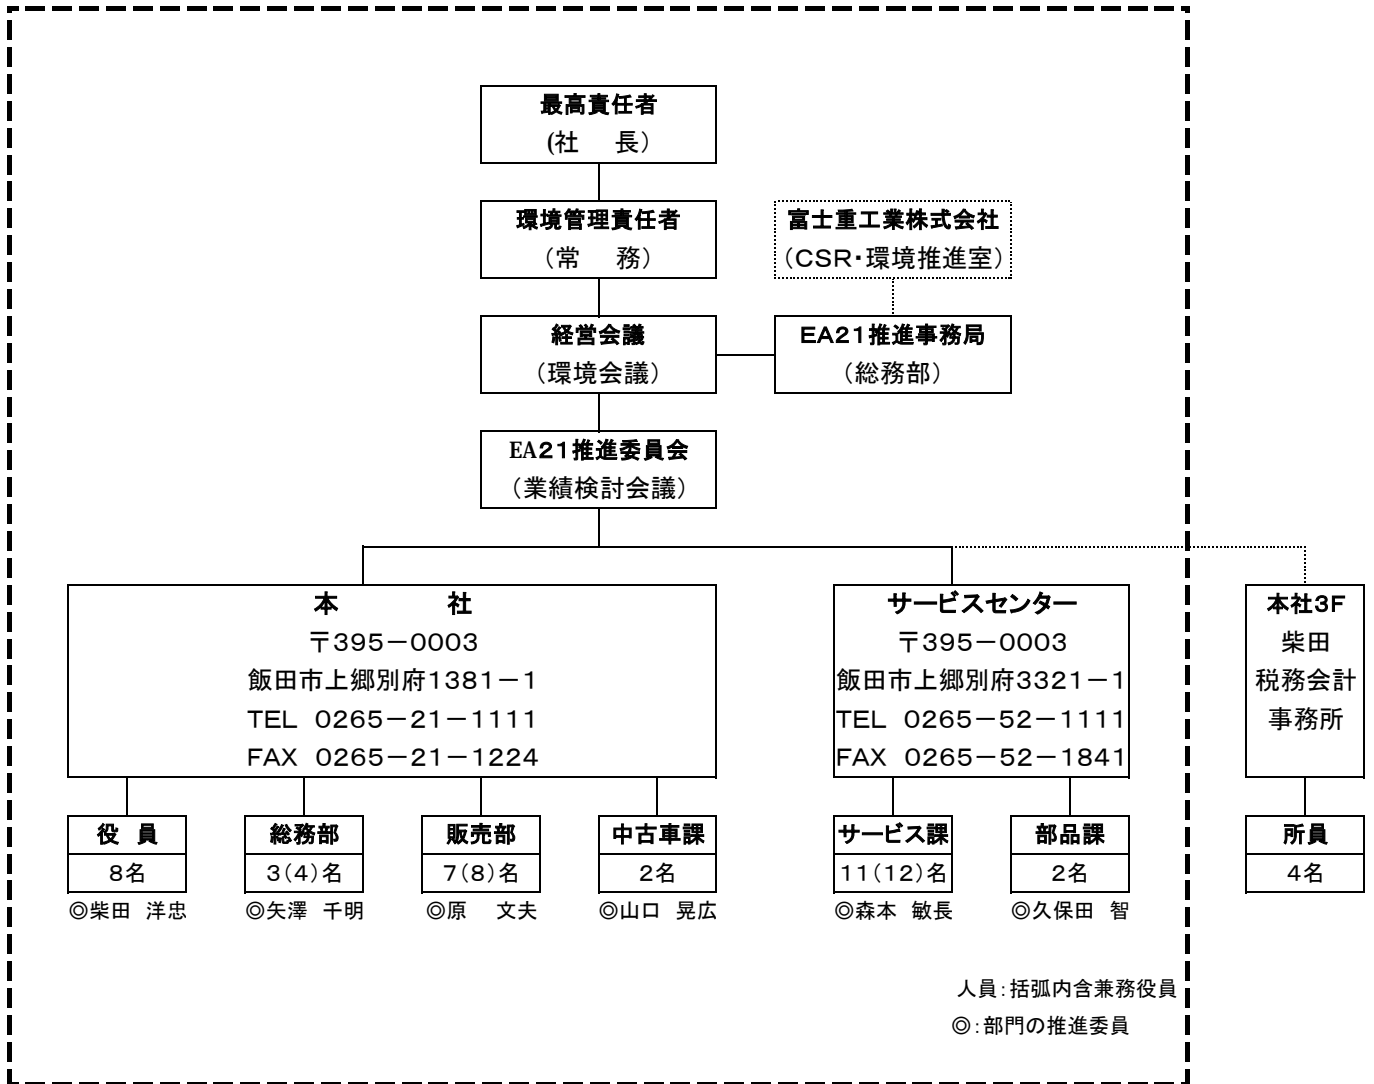 最高責任者
(社　長）
環境管理責任者
（常　務）
富士重工業株式会社
（CSR・環境推進室）
経営会議
（環境会議）
EA21推進事務局
（総務部）
EA21推進委員会
（業績検討会議）
本　　　社
〒395－0003
飯田市上郷別府1381－1
TEL 0265－21－1111
FAX 0265－21－1224
サービスセンター
〒395－0003
飯田市上郷別府3321－1
TEL 0265－52－1111
FAX 0265－52－1841
本社3F
柴田
税務会計
事務所
役　員
8名
◎柴田　洋忠
総務部
3（4）名
◎矢澤　千明
販売部
7（8）名
◎原　文夫
中古車課
2名
◎山口　晃広
サービス課
11（12）名
◎森本　敏長
部品課
2名
◎久保田　智
所員
4名
人員：括弧内含兼務役員
◎：部門の推進委員